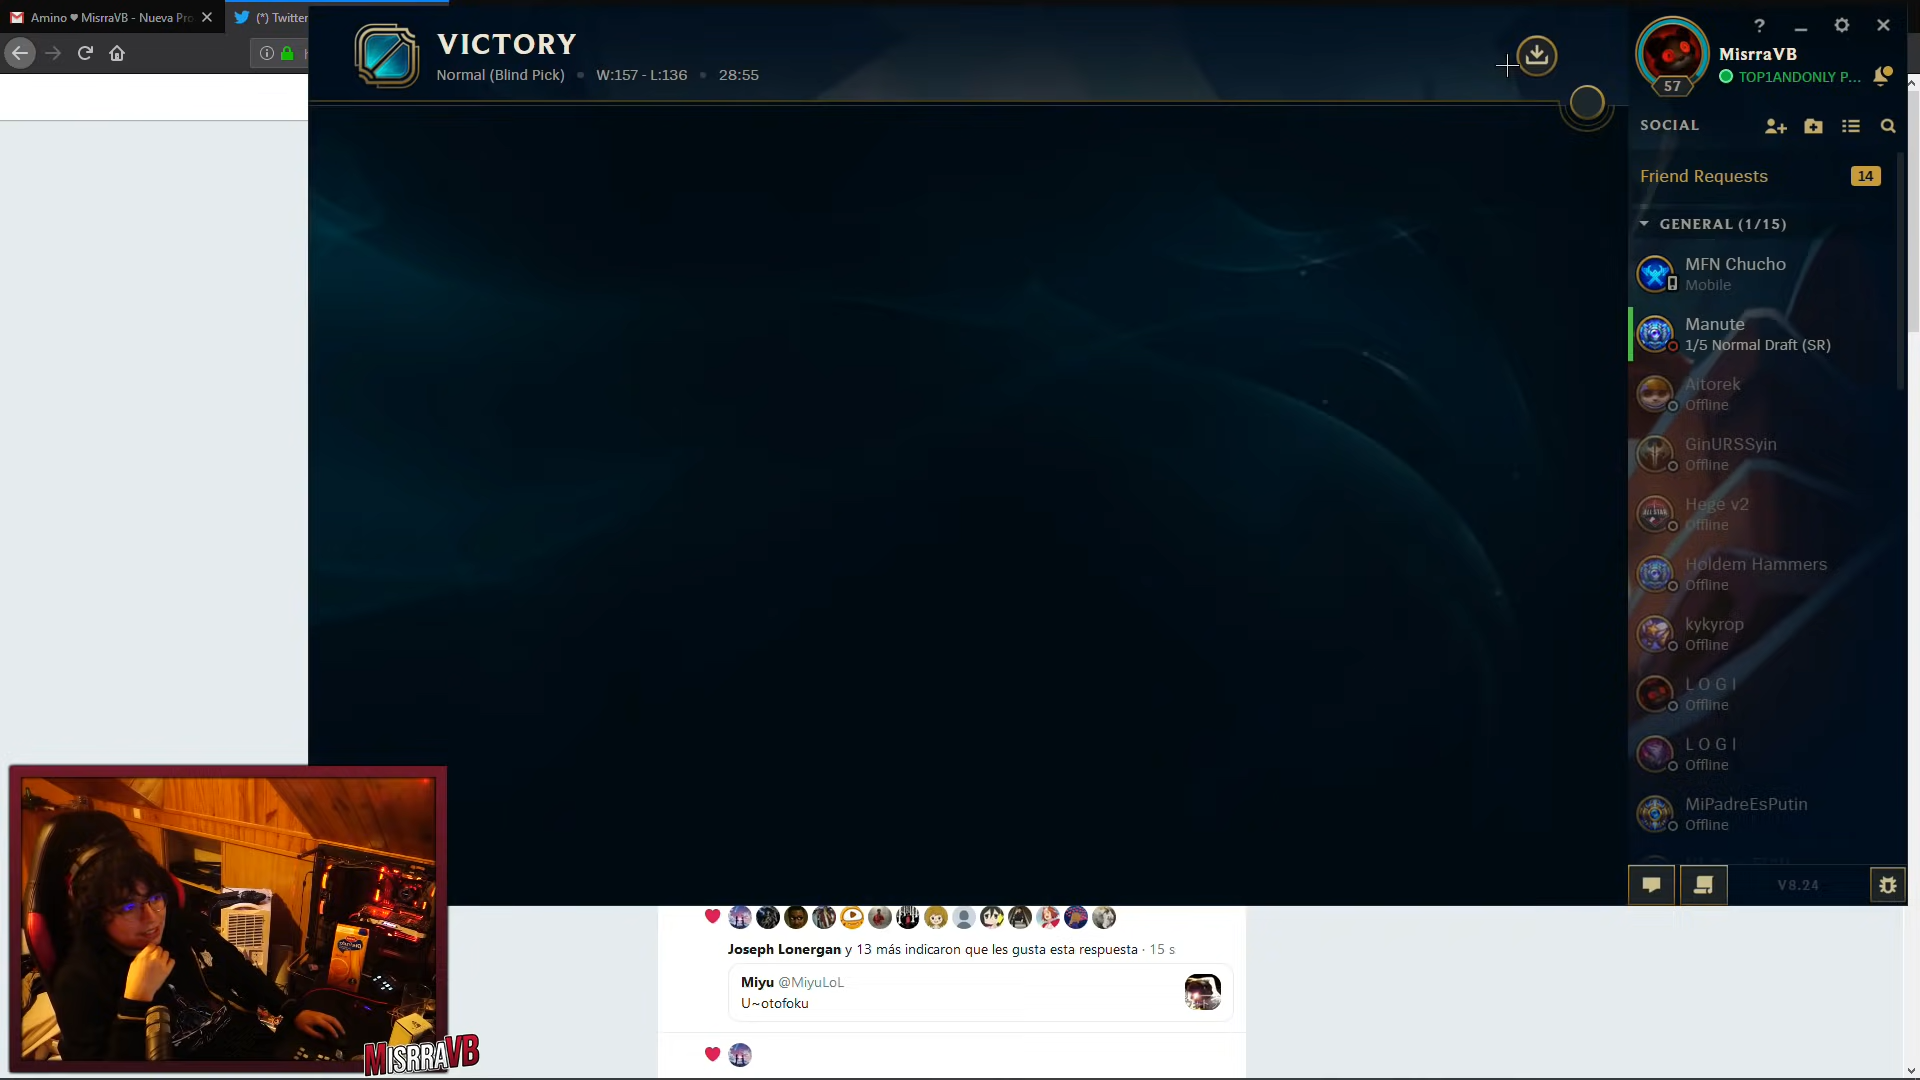 Amino ♥ MisrraVB - Nueva Pro
(*) Twitter
VICTORY
Normal (Blind Pick) • W:157 - L:136 • 28:55
MisrraVB
TOP1ANDONLY P...
57
SOCIAL
Friend Requests 14
GENERAL (1/15)
MFN Chucho
Mobile
Manute
1/5 Normal Draft (SR)
Aitorek
Offline
GinURSSyin
Offline
Hege v2
Offline
Holdem Hammers
Offline
kykyrop
Offline
L O G I
Offline
L O G I
Offline
MiPadreEsPutin
Offline
V8.24
Joseph Lonergan y 13 más indicaron que les gusta esta respuesta · 15 s
Miyu @MiyuLoL
U~otofoku
MISRRAVB